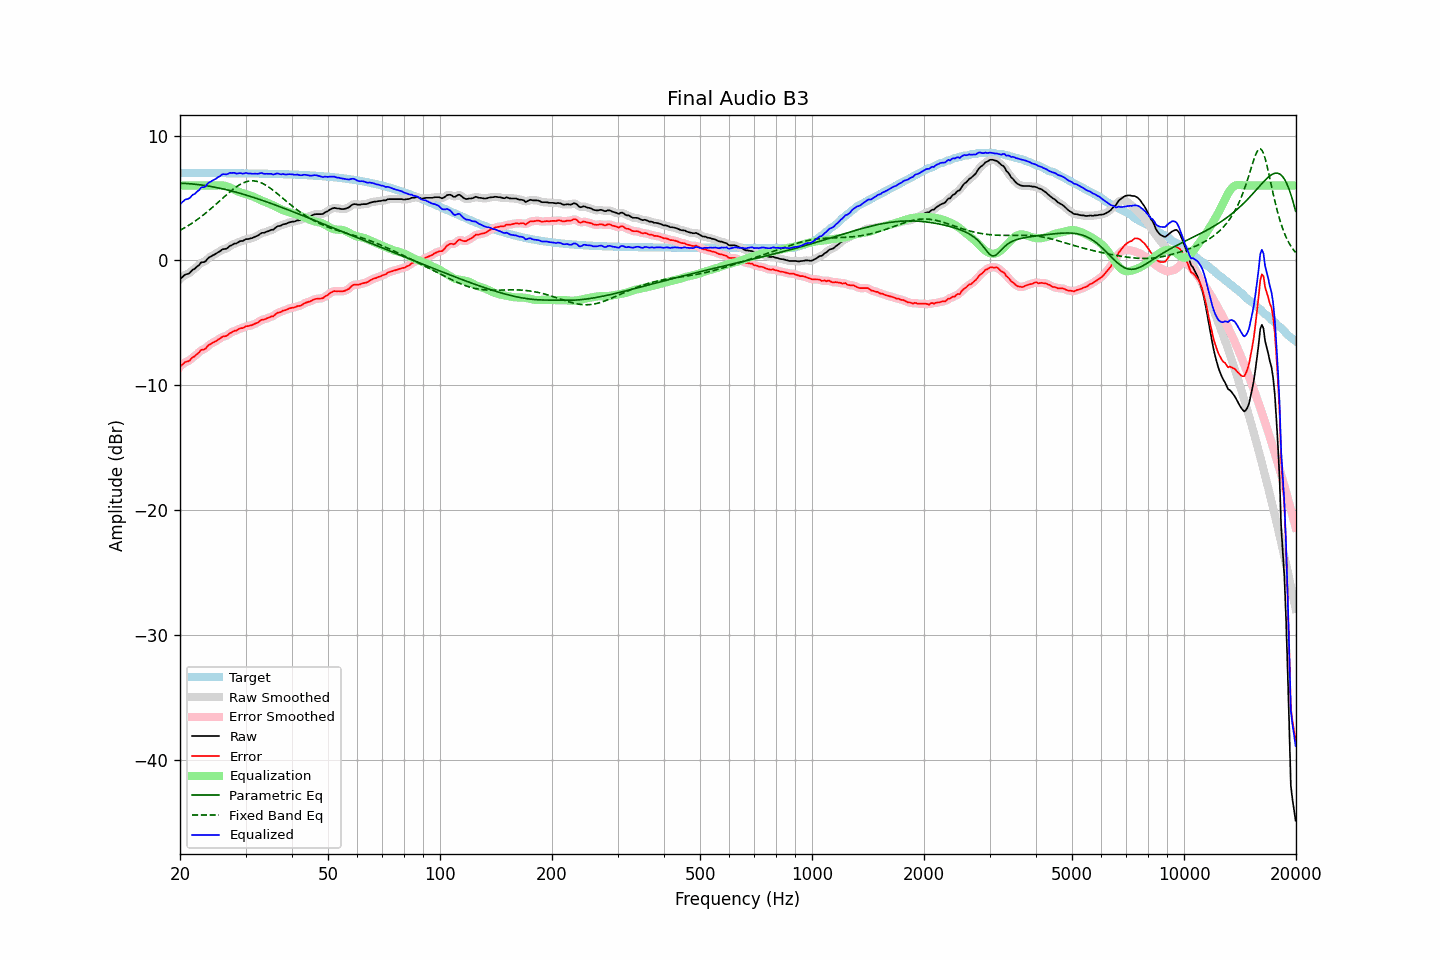 Final Audio B3
Amplitude (dBr)
10
0
−10
−20
−30
−40
Target
Raw Smoothed
Error Smoothed
Raw
Error
Equalization
Parametric Eq
Fixed Band Eq
Equalized
20 50 100 200 500 1000 2000 5000 10000 20000
Frequency (Hz)